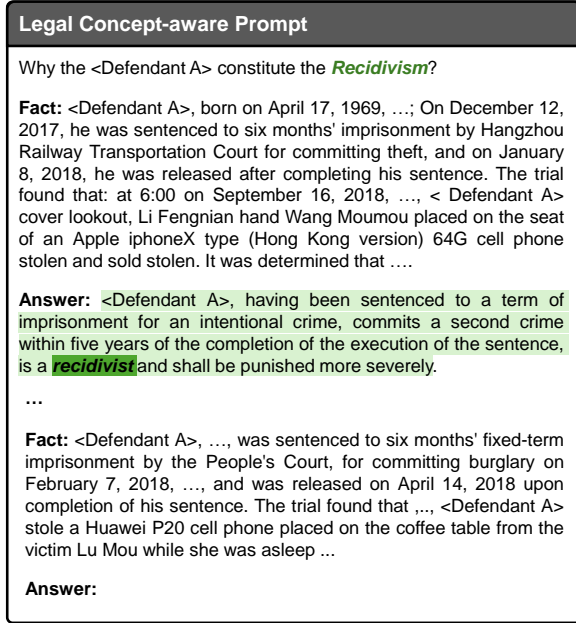 Legal Concept-aware Prompt
Why the <Defendant A> constitute the Recidivism?
Fact: <Defendant A>, born on April 17, 1969, …; On December 12,
2017, he was sentenced to six months' imprisonment by Hangzhou
Railway Transportation Court for committing theft, and on January
8, 2018, he was released after completing his sentence. The trial
found that: at 6:00 on September 16, 2018, …, < Defendant A>
cover lookout, Li Fengnian hand Wang Moumou placed on the seat
of an Apple iphoneX type (Hong Kong version) 64G cell phone
stolen and sold stolen. It was determined that ….
Answer: <Defendant A>, having been sentenced to a term of
imprisonment for an intentional crime, commits a second crime
within five years of the completion of the execution of the sentence,
is a recidivist and shall be punished more severely.
…
Fact: <Defendant A>, …, was sentenced to six months' fixed-term
imprisonment by the People's Court, for committing burglary on
February 7, 2018, …, and was released on April 14, 2018 upon
completion of his sentence. The trial found that ,.., <Defendant A>
stole a Huawei P20 cell phone placed on the coffee table from the
victim Lu Mou while she was asleep ...
Answer: